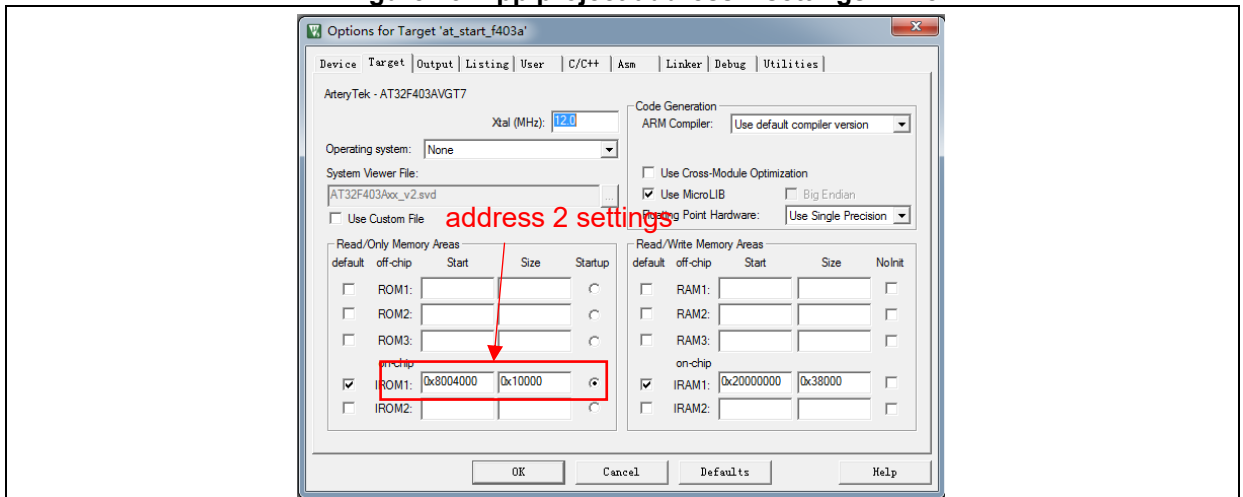 Options for Target 'at_start_f403a'
Device Target Output Listing User C/C++ Asm Linker Debug Utilities
ArteryTek - AT32F403AVGT7
Xtal (MHz): 12.0
Operating system: None
System Viewer File:
AT32F403Axx_v2.svd ...
Use Custom File
Code Generation
ARM Compiler: Use default compiler version
Use Cross-Module Optimization
Use MicroLIB Big Endian
Floating Point Hardware: Use Single Precision
address 2 settings
Read/Only Memory Areas
default off-chip Start Size Startup
ROM1:
ROM2:
ROM3:
on-chip
IROM1: 0x8004000 0x10000
IROM2:
Read/Write Memory Areas
default off-chip Start Size NoInit
RAM1:
RAM2:
RAM3:
on-chip
IRAM1: 0x20000000 0x38000
IRAM2:
OK Cancel Defaults Help